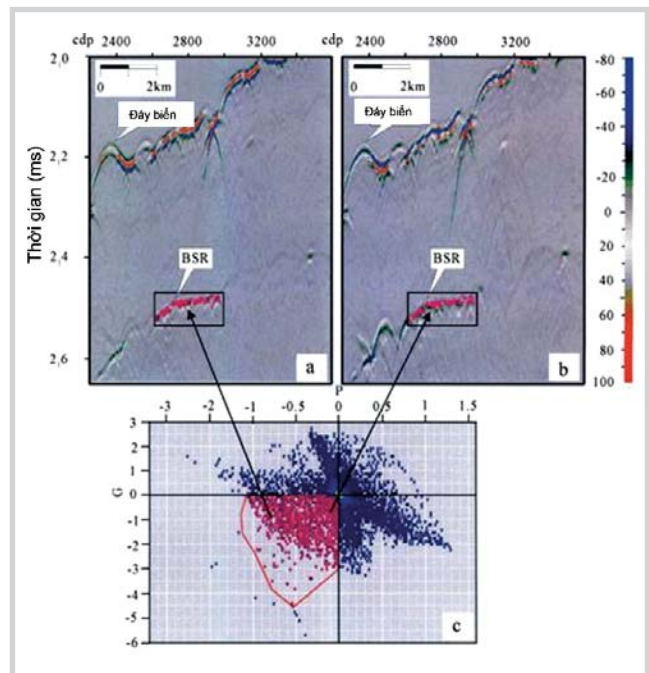 cdp 2400 2800 3200 cdp 2400 2800 3200
2,0
0 2km
0 2km
Đáy biển
Đáy biển
2,2
Thời gian (ms)
2,4
BSR
BSR
2,6
a
b
-80
-60
-40
-20
0
20
40
60
80
100
P
-3 -2 -1 -0.5 0 0.5 1 1.5
3
2
1
0
-1
-2
-3
-4
-5
-6
G
c